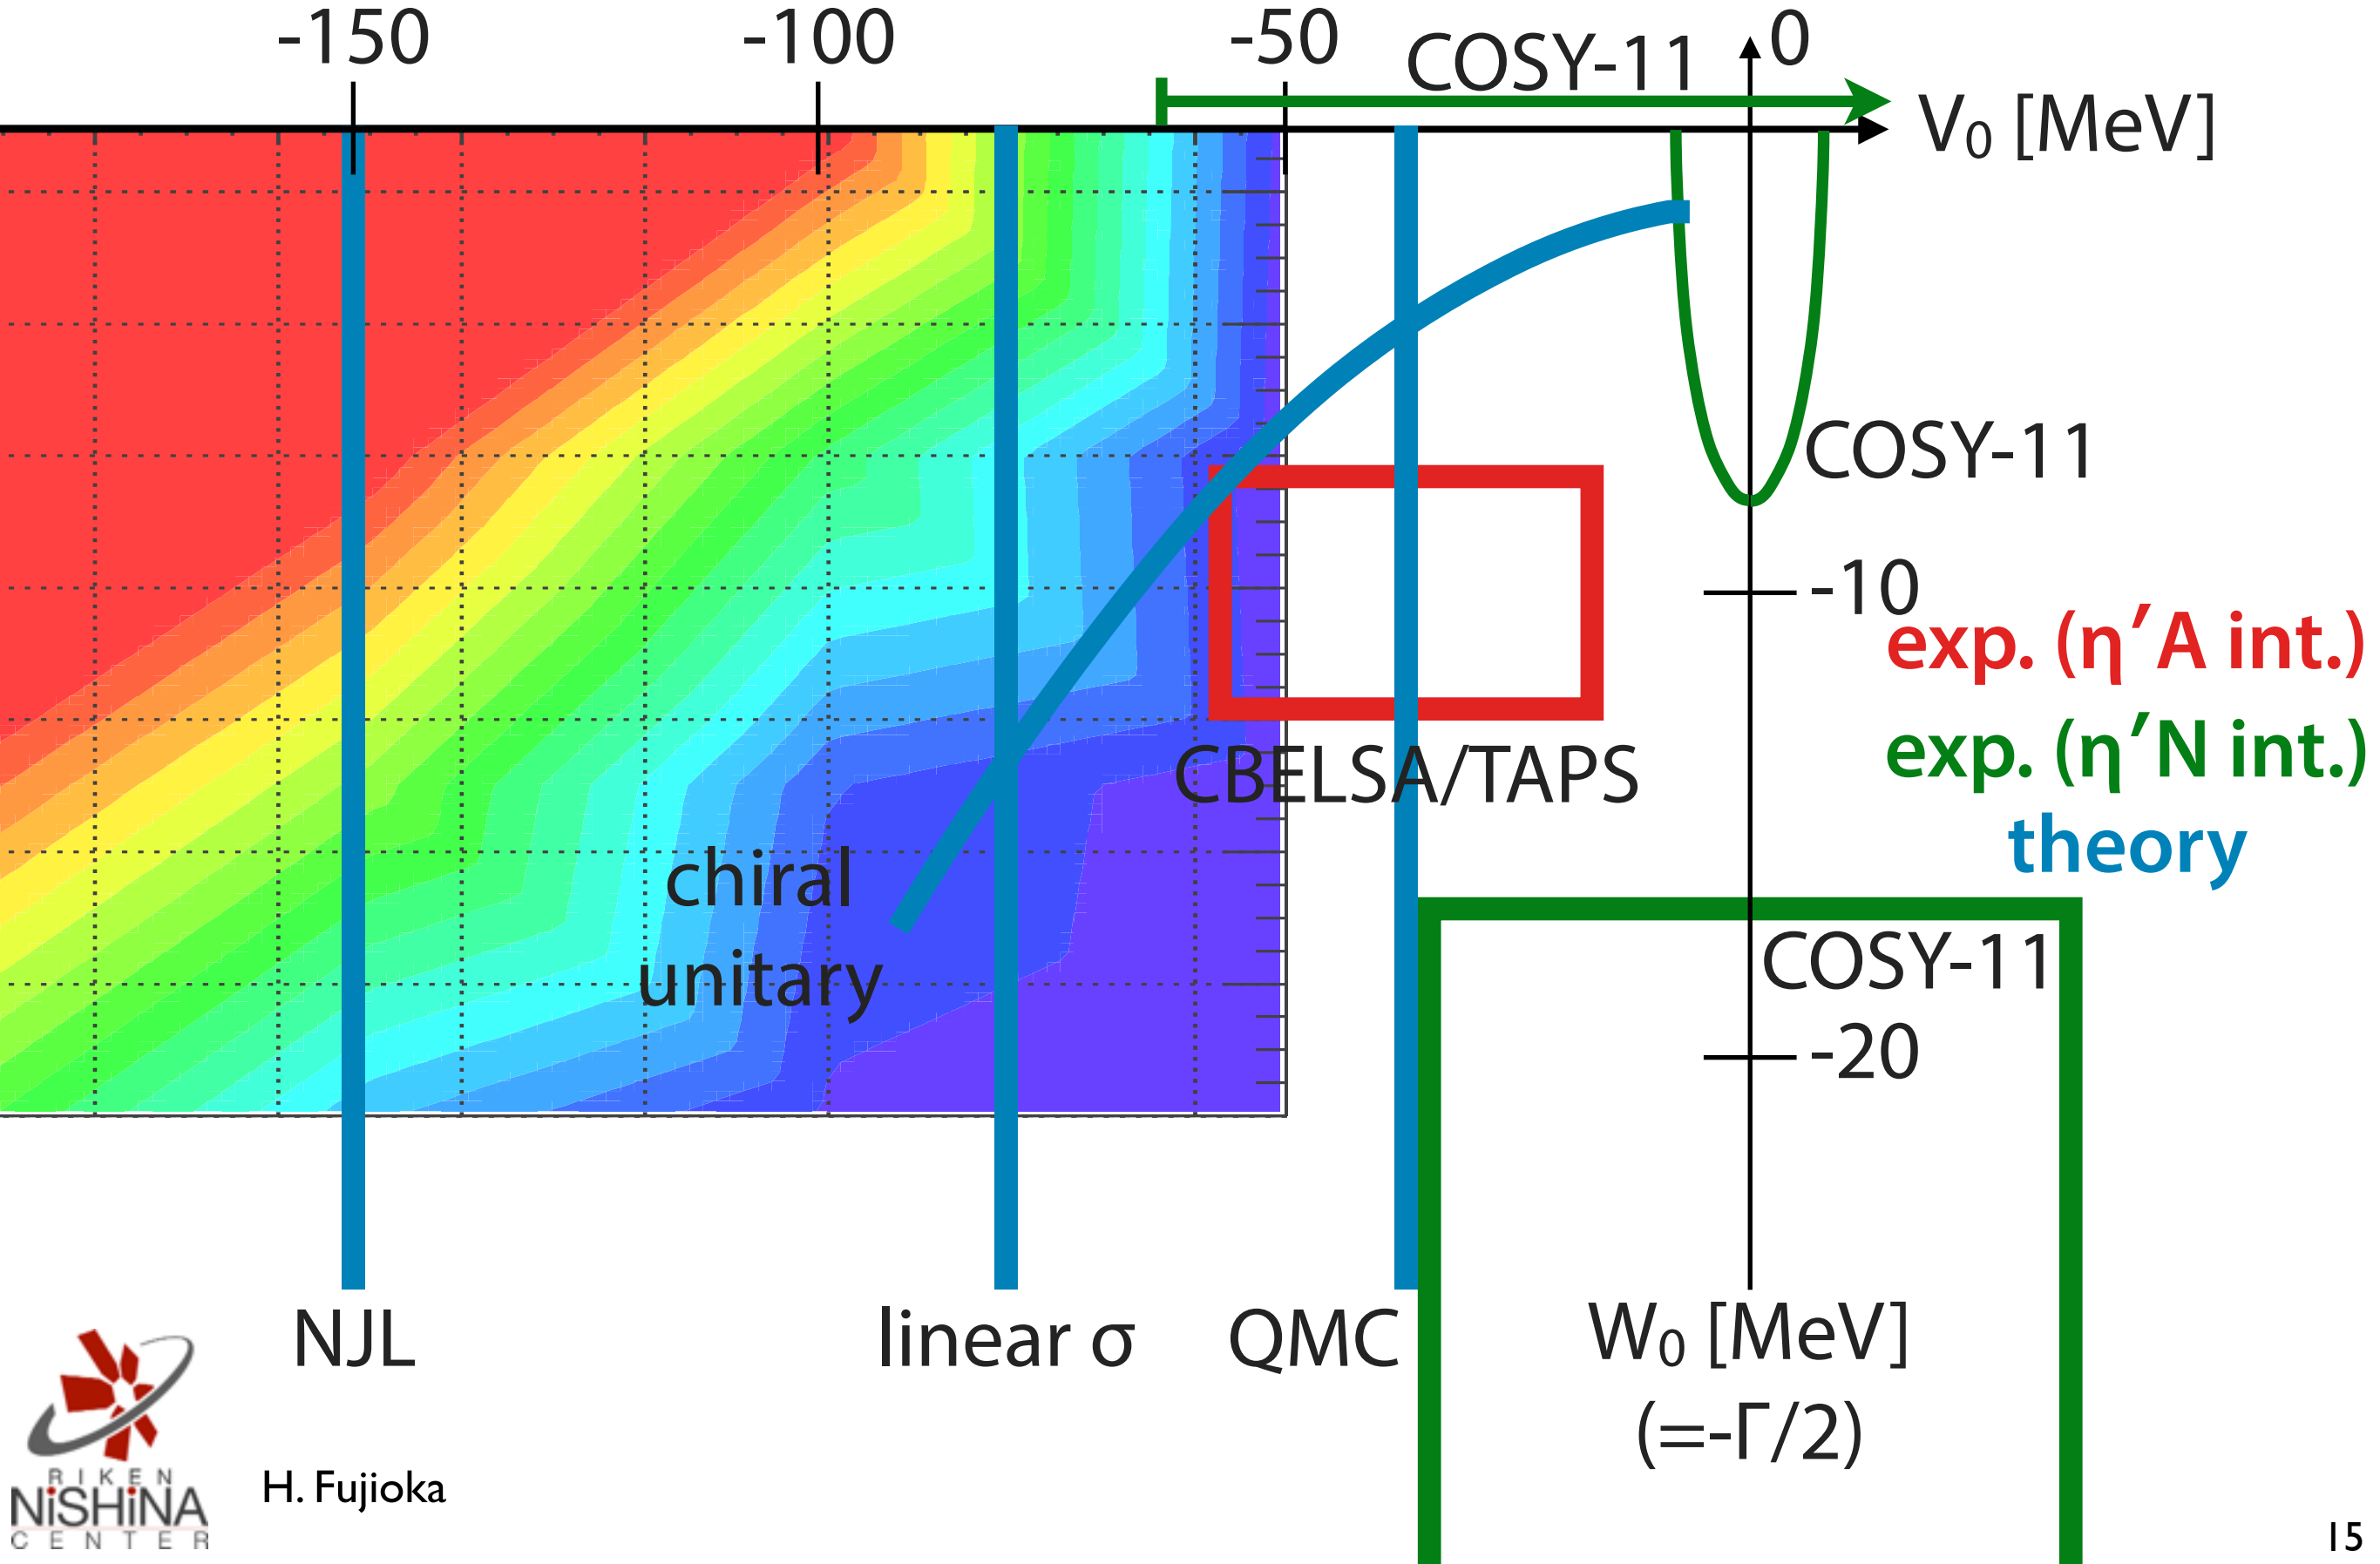 -150
-100
-50
0
COSY-11
V₀ [MeV]
COSY-11
-10
exp. (η′A int.)
exp. (η′N int.)
theory
CBELSA/TAPS
chiral
unitary
COSY-11
-20
NJL
linear σ
QMC
W₀ [MeV]
(=-Γ/2)
RIKEN
NiSHiNA
CENTER
H. Fujioka
15